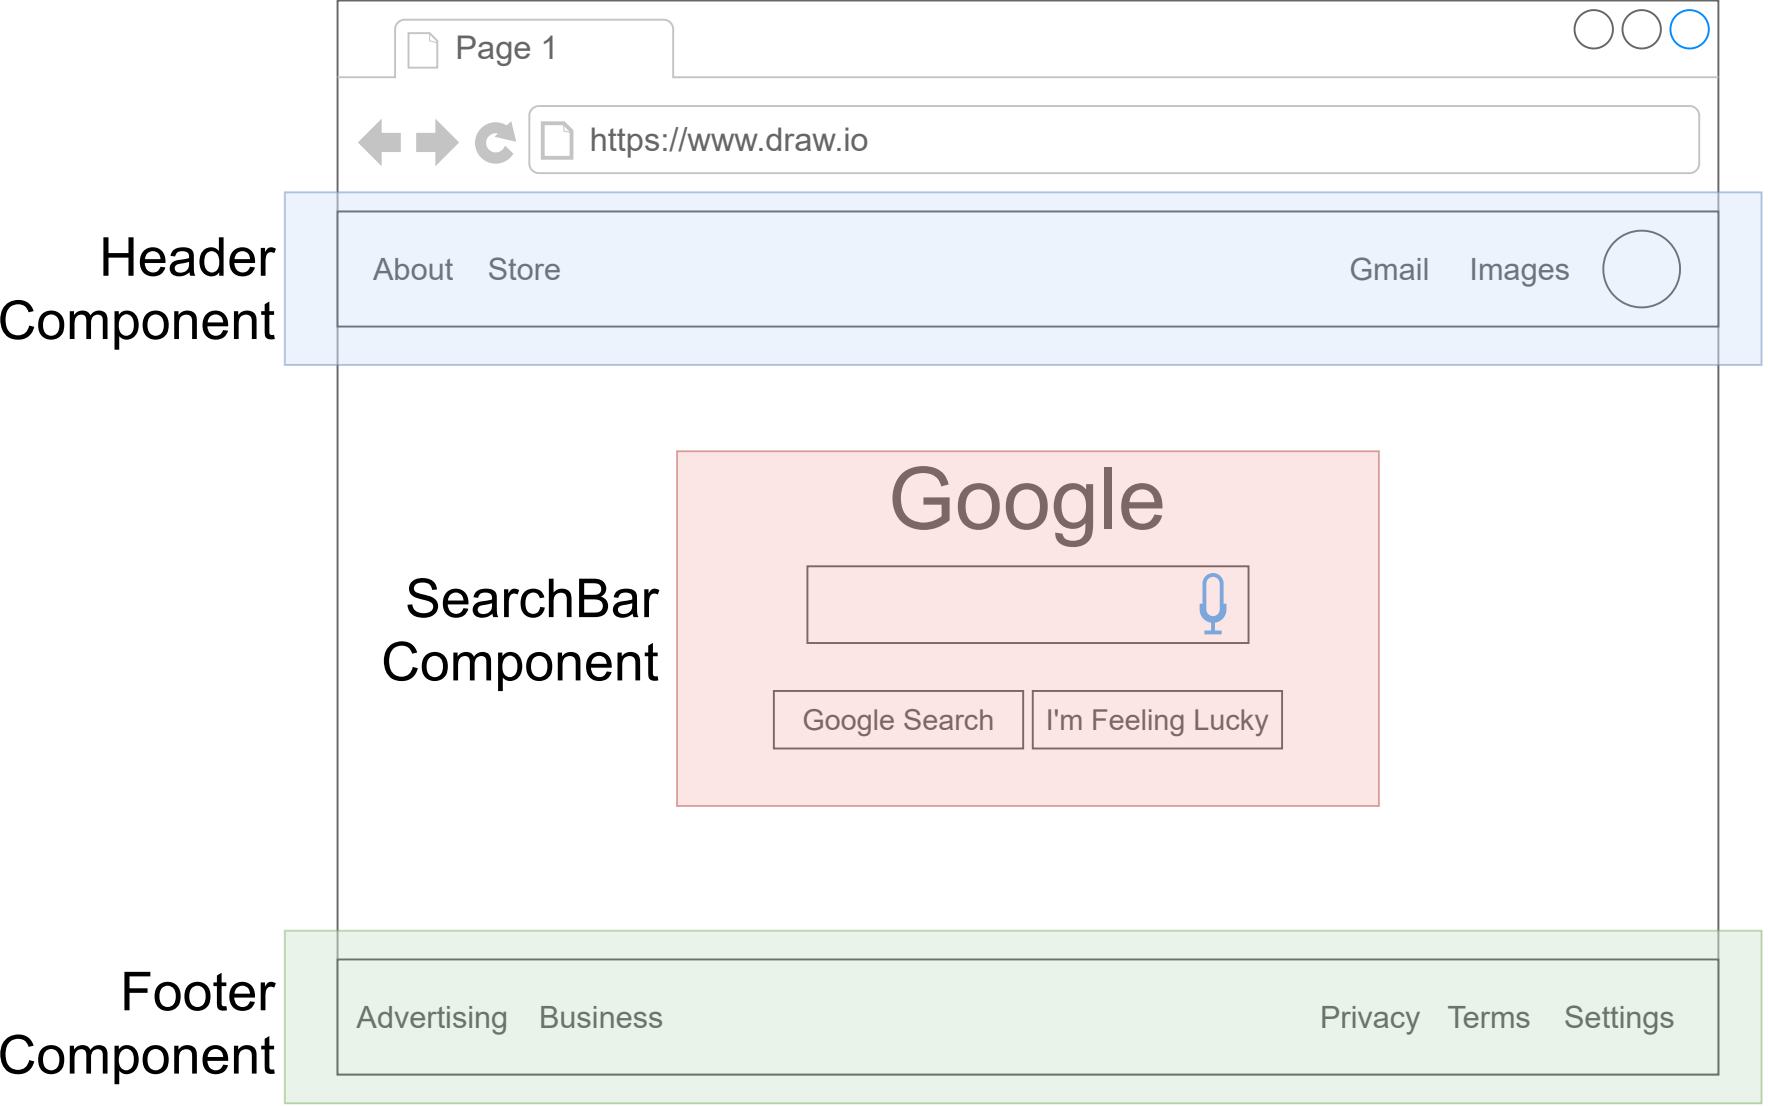 Page 1
https://www.draw.io
Header
Component
About Store Gmail Images
Google
SearchBar
Component
Google Search I'm Feeling Lucky
Footer
Component
Advertising Business Privacy Terms Settings